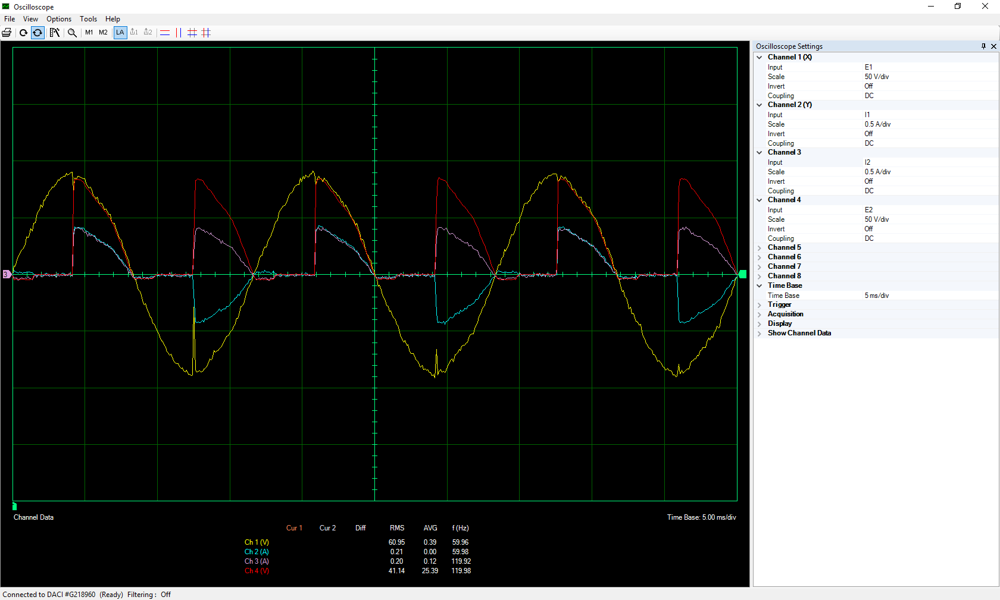 Oscilloscope
File View Options Tools Help
M1 M2 LA 1 2
Oscilloscope Settings
Channel 1 (X)
Input E1
Scale 50 V/div
Invert Off
Coupling DC
Channel 2 (Y)
Input I1
Scale 0.5 A/div
Invert Off
Coupling DC
Channel 3
Input I2
Scale 0.5 A/div
Invert Off
Coupling DC
Channel 4
Input E2
Scale 50 V/div
Invert Off
Coupling DC
Channel 5
Channel 6
Channel 7
Channel 8
Time Base
Time Base 5 ms/div
Trigger
Acquisition
Display
Show Channel Data
3
Channel Data Time Base: 5.00 ms/div
Cur 1 Cur 2 Diff RMS AVG f (Hz)
Ch 1 (V) 60.95 0.39 59.96
Ch 2 (A) 0.21 0.00 59.98
Ch 3 (A) 0.20 0.12 119.92
Ch 4 (V) 41.14 25.39 119.98
Connected to DACI #G218960 (Ready) Filtering : Off